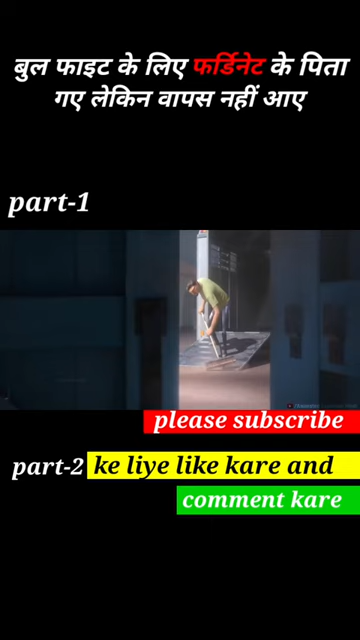 बुल फाइट के लिए फर्डिनेट के पिता
गए लेकिन वापस नहीं आए
part-1
please subscribe
part-2 ke liye like kare and
comment kare